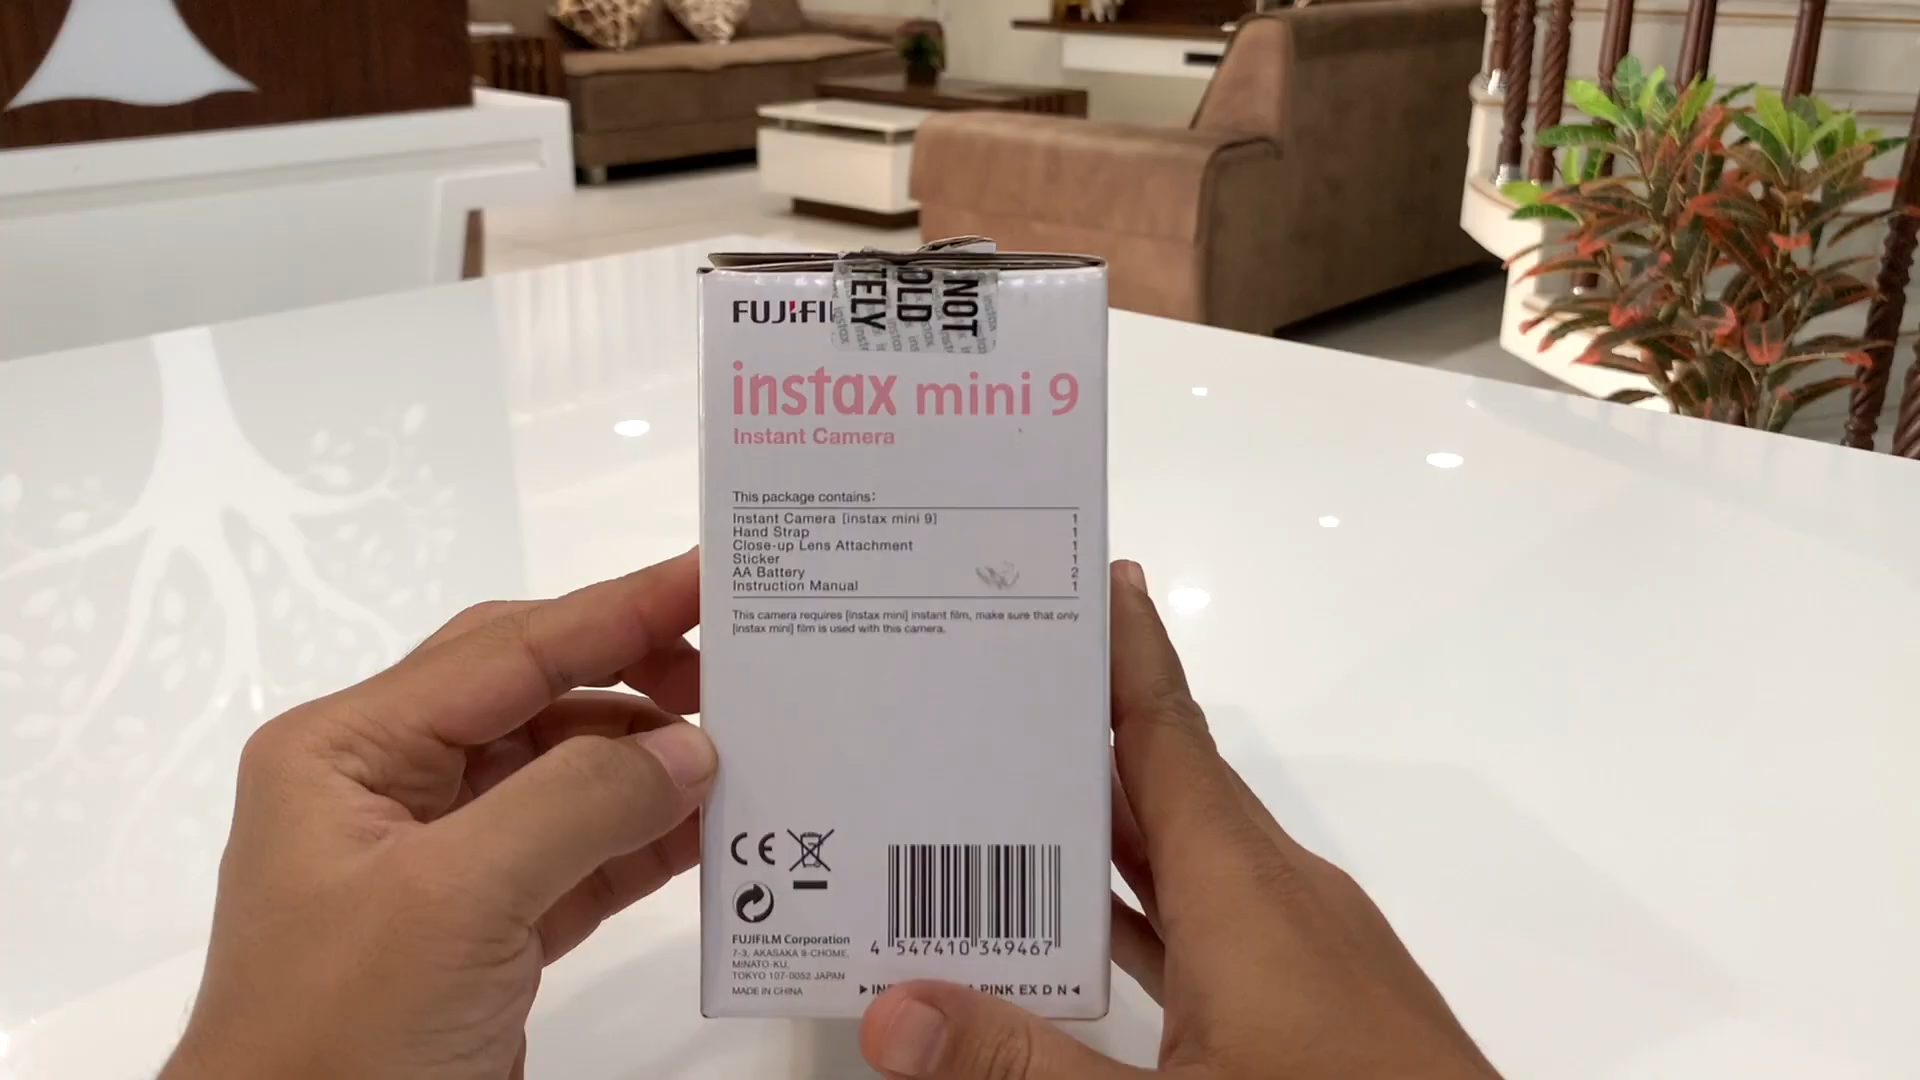 FUJIFI
TELY
OLD
NOT
instax mini 9
Instant Camera
This package contains:
Instant Camera [instax mini 9] 1
Hand Strap 1
Close-up Lens Attachment 1
Sticker 1
AA Battery 2
Instruction Manual 1
This camera requires [instax mini] instant film, make sure that only
[instax mini] film is used with this camera.
CE
FUJIFILM Corporation
7-3, AKASAKA 9-CHOME,
MINATO-KU,
TOKYO 107-0052 JAPAN
MADE IN CHINA
4 547410 349467
PINK EX D N